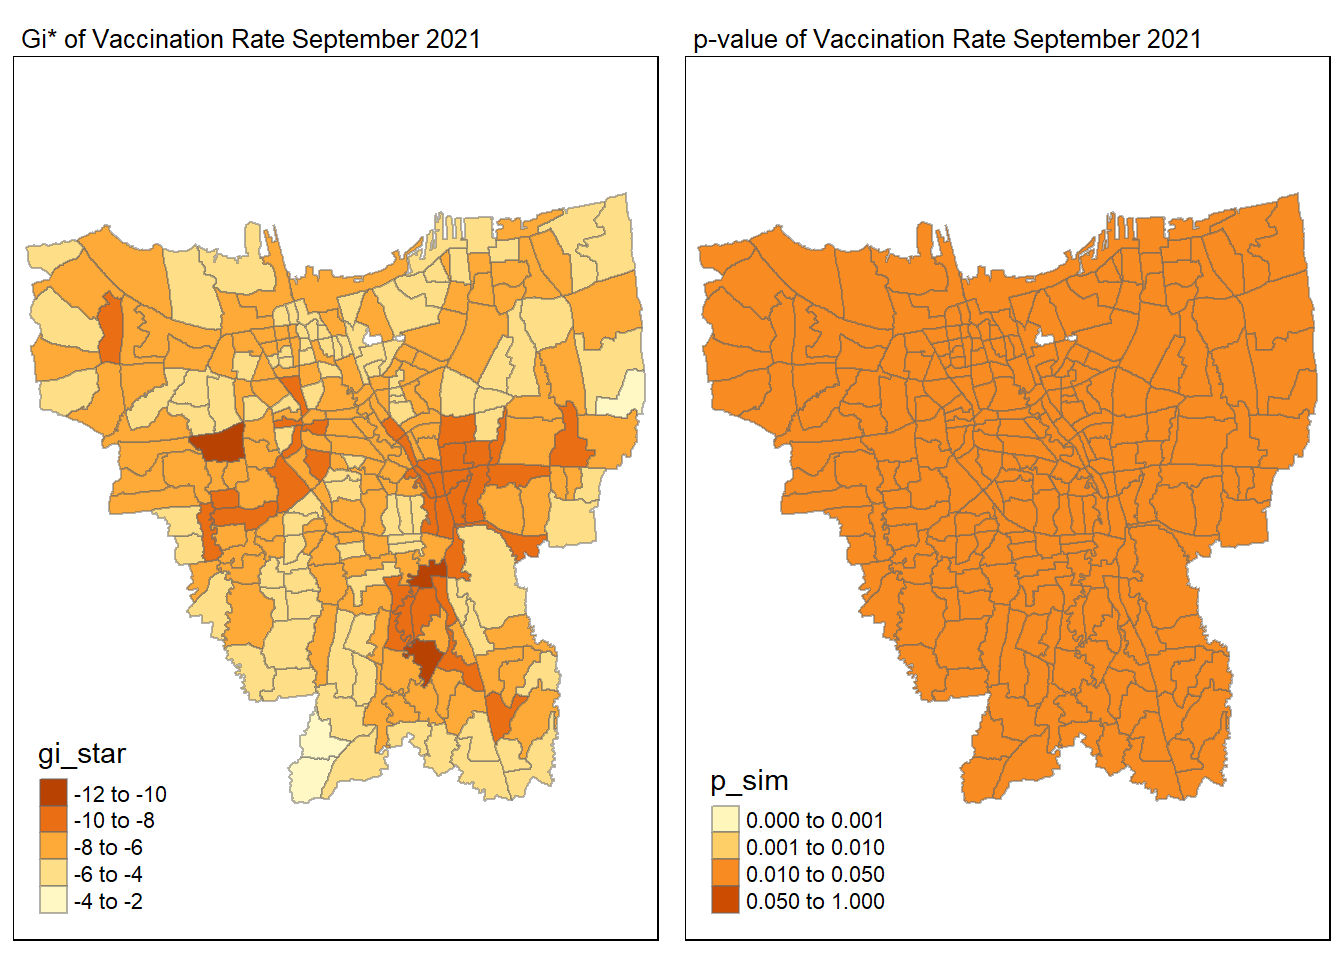 Gi* of Vaccination Rate September 2021
gi_star
-12 to -10
-10 to -8
-8 to -6
-6 to -4
-4 to -2
p-value of Vaccination Rate September 2021
p_sim
0.000 to 0.001
0.001 to 0.010
0.010 to 0.050
0.050 to 1.000